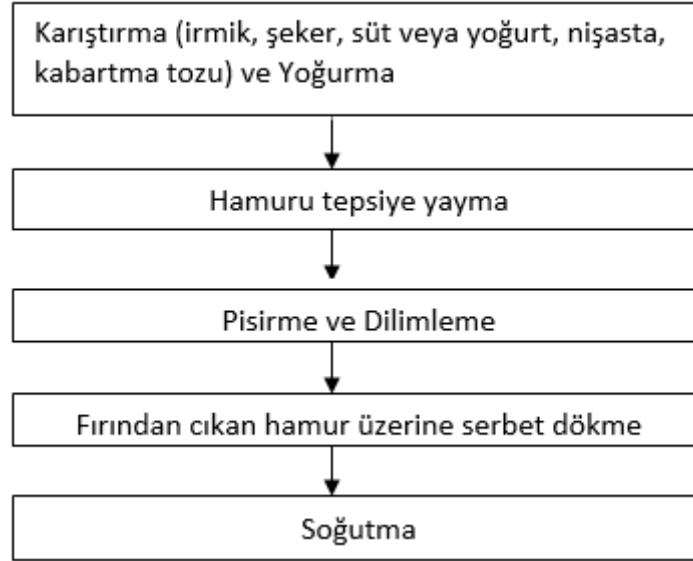 Karıştırma (irmik, şeker, süt veya yoğurt, nişasta,
kabartma tozu) ve Yoğurma
Hamuru tepsiye yayma
Pisirme ve Dilimleme
Fırından cıkan hamur üzerine serbet dökme
Soğutma